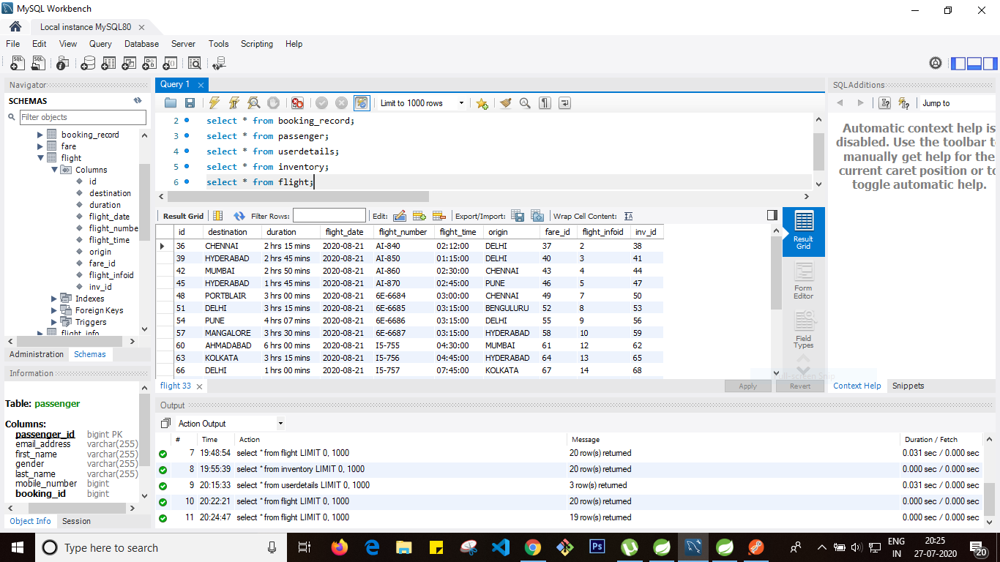 MySQL Workbench
Local instance MySQL80
File Edit View Query Database Server Tools Scripting Help
Navigator
SCHEMAS
Filter objects
booking_record
fare
flight
Columns
id
destination
duration
flight_date
flight_numbe
flight_time
origin
fare_id
flight_infoid
inv_id
Indexes
Foreign Keys
Triggers
flight_info
Administration Schemas
Information
Table: passenger
Columns:
passenger_id bigint PK
email_address varchar(255)
first_name varchar(255)
gender varchar(255)
last_name varchar(255)
mobile_number bigint
booking_id bigint
Object Info Session
Query 1
Limit to 1000 rows
2 select * from booking_record;
3 select * from passenger;
4 select * from userdetails;
5 select * from inventory;
6 select * from flight;
Result Grid Filter Rows: Edit: Export/Import: Wrap Cell Content:
id destination duration flight_date flight_number flight_time origin fare_id flight_infoid inv_id
36 CHENNAI 2 hrs 15 mins 2020-08-21 AI-840 02:12:00 DELHI 37 2 38
39 HYDERABAD 2 hrs 45 mins 2020-08-21 AI-850 01:15:00 DELHI 40 3 41
42 MUMBAI 2 hrs 50 mins 2020-08-21 AI-860 02:30:00 CHENNAI 43 4 44
45 HYDERABAD 1 hrs 45 mins 2020-08-21 AI-870 02:45:00 PUNE 46 5 47
48 PORTBLAIR 3 hrs 00 mins 2020-08-21 6E-6684 03:00:00 CHENNAI 49 7 50
51 DELHI 3 hrs 15 mins 2020-08-21 6E-6685 03:15:00 BENGULURU 52 8 53
54 PUNE 4 hrs 07 mins 2020-08-21 6E-6686 03:15:00 DELHI 55 9 56
57 MANGALORE 3 hrs 30 mins 2020-08-21 6E-6687 03:15:00 HYDERABAD 58 10 59
60 AHMADABAD 6 hrs 00 mins 2020-08-21 I5-755 04:30:00 MUMBAI 61 12 62
63 KOLKATA 3 hrs 15 mins 2020-08-21 I5-756 04:45:00 HYDERABAD 64 13 65
66 DELHI 1 hrs 00 mins 2020-08-21 I5-757 07:45:00 KOLKATA 67 14 68
Result
Grid
Form
Editor
Field
Types
flight 33
Apply Revert
SQLAdditions
Jump to
Automatic context help is
disabled. Use the toolbar t
manually get help for the
current caret position or to
toggle automatic help.
Context Help Snippets
Output
Action Output
# Time Action Message Duration / Fetch
7 19:48:54 select * from flight LIMIT 0, 1000 20 row(s) returned 0.031 sec / 0.000 sec
8 19:55:39 select * from inventory LIMIT 0, 1000 20 row(s) returned 0.000 sec / 0.000 sec
9 20:15:33 select * from userdetails LIMIT 0, 1000 3 row(s) returned 0.031 sec / 0.000 sec
10 20:22:21 select * from flight LIMIT 0, 1000 20 row(s) returned 0.000 sec / 0.000 sec
11 20:24:47 select * from flight LIMIT 0, 1000 19 row(s) returned 0.000 sec / 0.000 sec
Type here to search
Ps
ENG
IN
20:25
27-07-2020
20